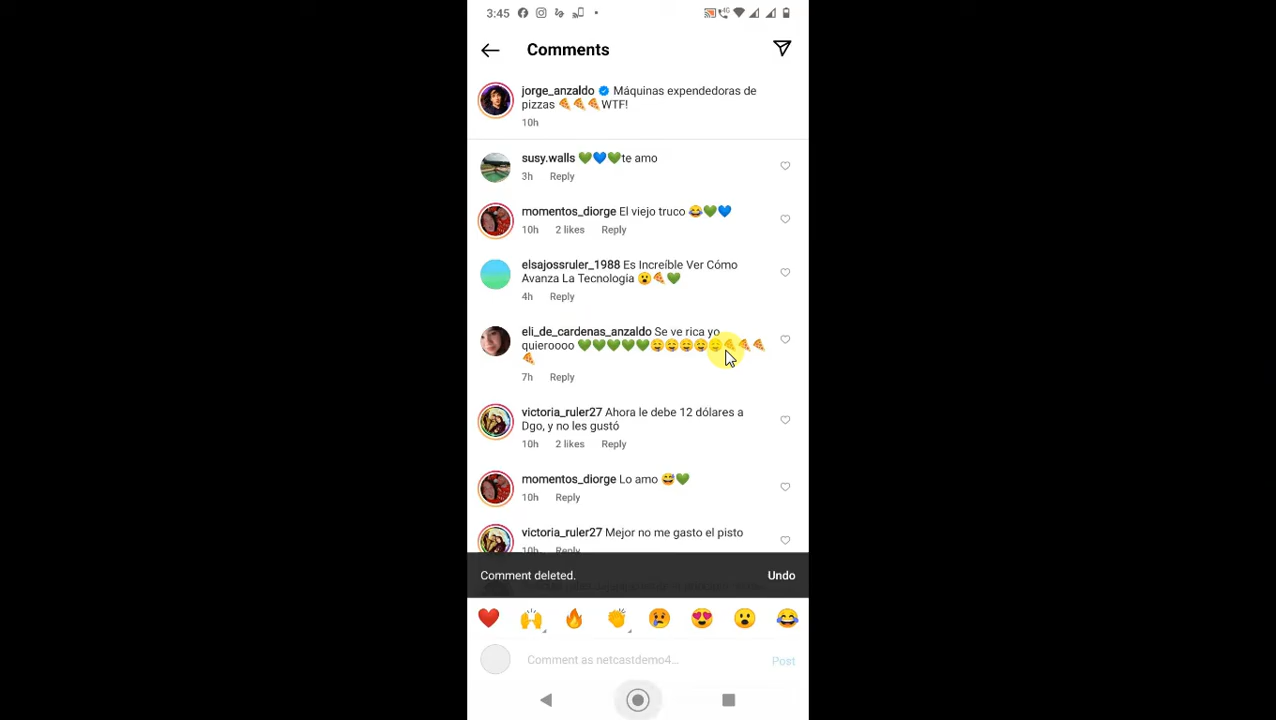 3:45
Comments
jorge_anzaldo Máquinas expendedoras de
pizzas 🍕🍕🍕WTF!
10h
susy.walls 💚💙💚te amo
3h Reply
momentos_diorge El viejo truco 😂💚💙
10h 2 likes Reply
elsajossruler_1988 Es Increíble Ver Cómo
Avanza La Tecnología 😮🍕💚
4h Reply
eli_de_cardenas_anzaldo Se ve rica yo
quieroooo 💚💚💚💚💚🤤🤤🤤🤤🤤🍕🍕🍕
🍕
7h Reply
victoria_ruler27 Ahora le debe 12 dólares a
Dgo, y no les gustó
10h 2 likes Reply
momentos_diorge Lo amo 😅💚
10h Reply
victoria_ruler27 Mejor no me gasto el pisto
10h Reply
Comment deleted. Undo
Comment as netcastdemo4... Post